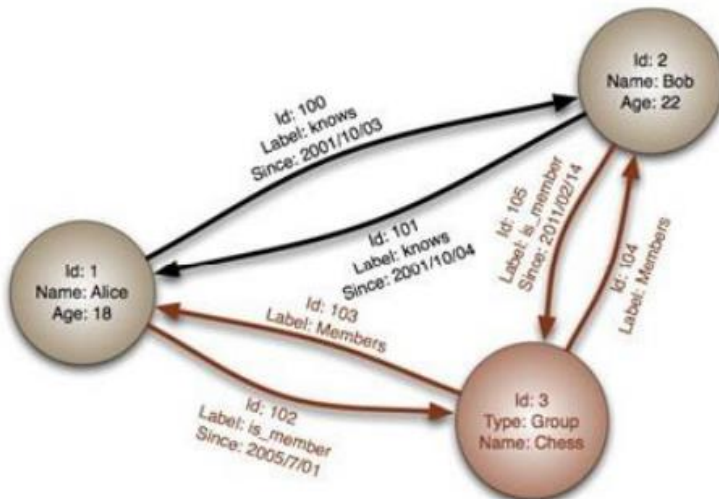 Id: 2
Name: Bob
Age: 22
Id: 100
Label: knows
Since: 2001/10/03
Id: 101
Label: knows
Since: 2001/10/04
Id: 105
Label: is_member
Since: 2011/02/14
Id: 104
Label: Members
Id: 1
Name: Alice
Age: 18
Id: 103
Label: Members
Id: 102
Label: is_member
Since: 2005/7/01
Id: 3
Type: Group
Name: Chess